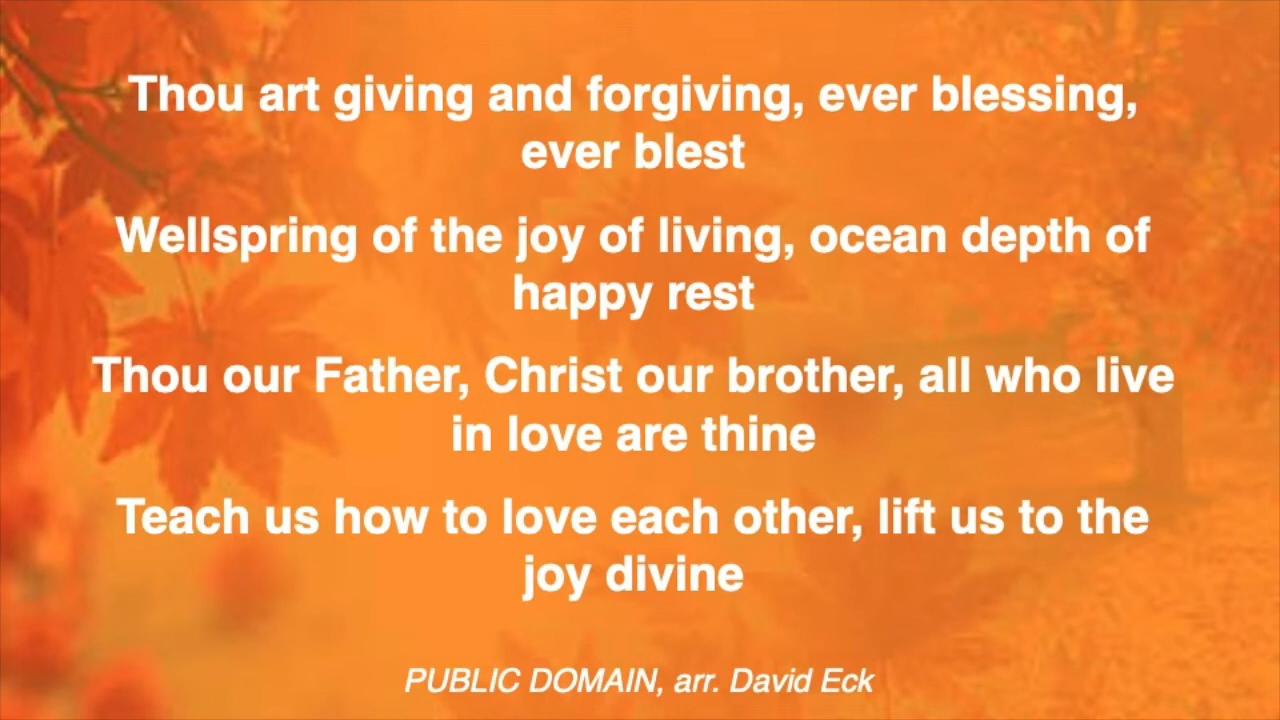 Thou art giving and forgiving, ever blessing,
ever blest
Wellspring of the joy of living, ocean depth of
happy rest
Thou our Father, Christ our brother, all who live
in love are thine
Teach us how to love each other, lift us to the
joy divine
PUBLIC DOMAIN, arr. David Eck